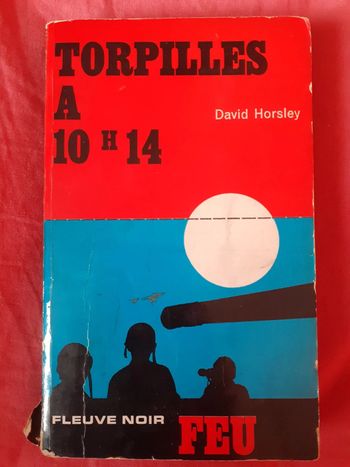 TORPILLES
A
10 H 14
David Horsley
FLEUVE NOIR
FEU